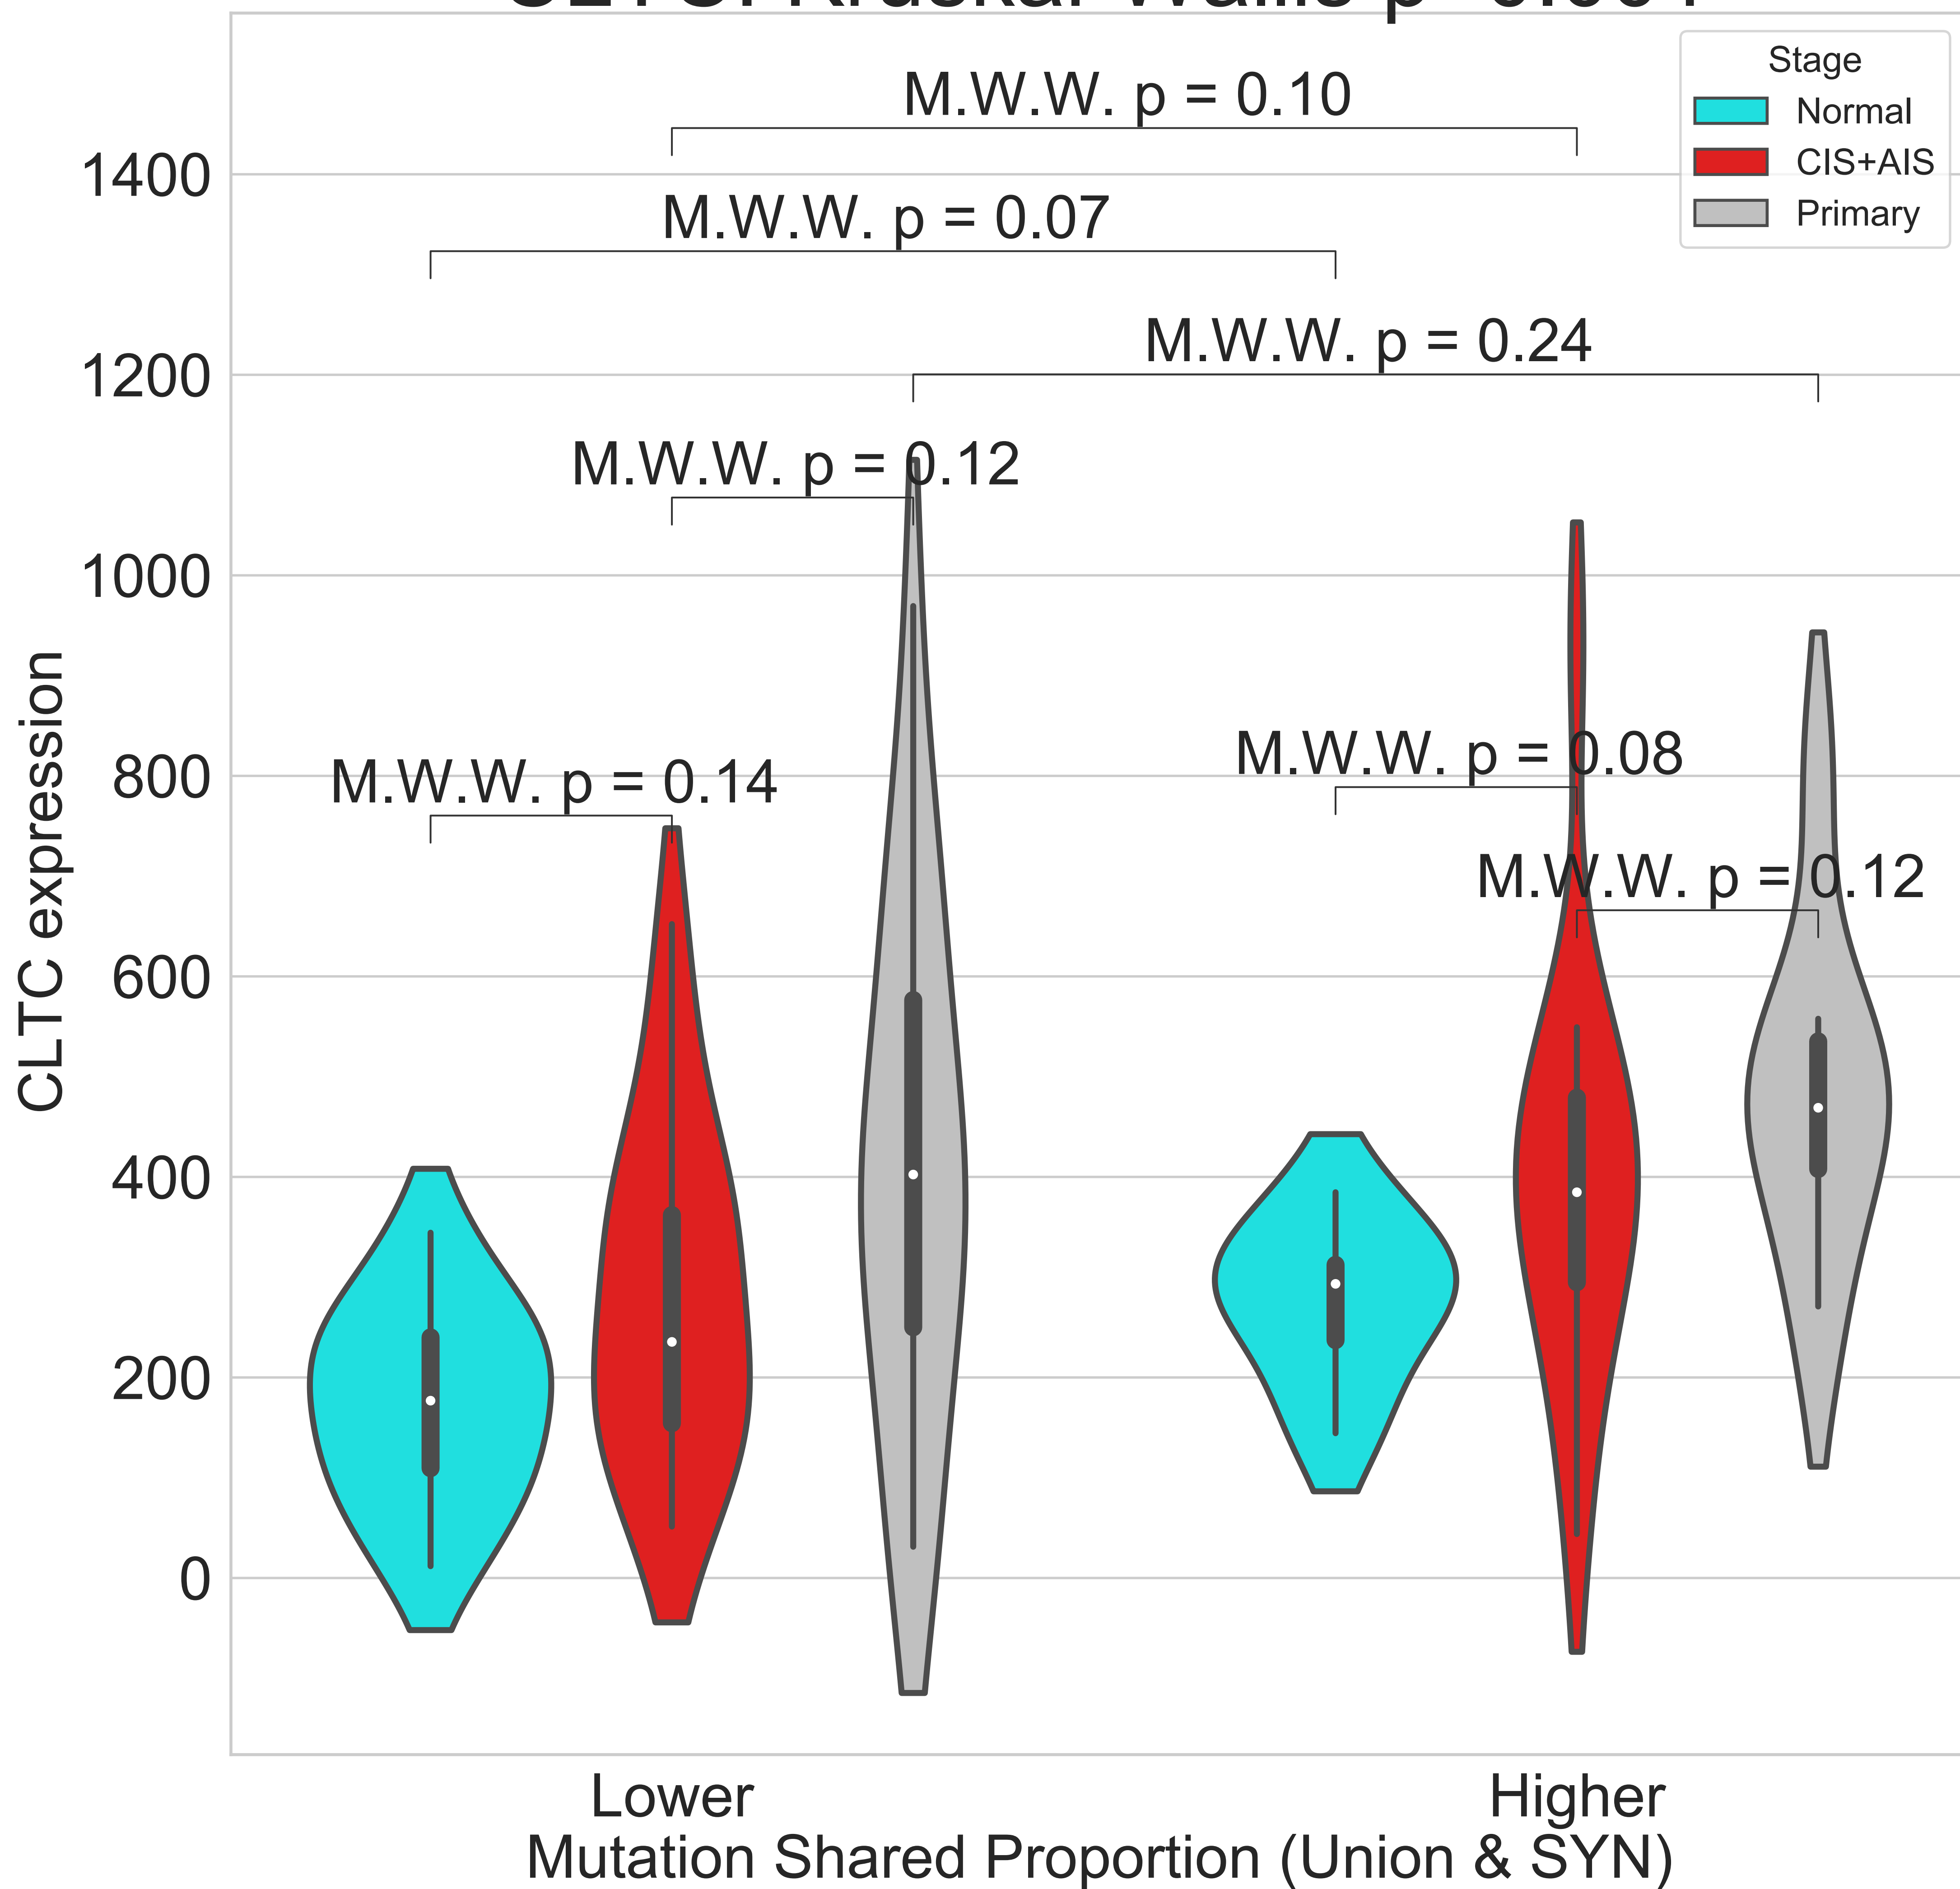 Stage
Normal
CIS+AIS
Primary
M.W.W. p = 0.10
M.W.W. p = 0.07
M.W.W. p = 0.24
M.W.W. p = 0.12
M.W.W. p = 0.14
M.W.W. p = 0.08
M.W.W. p = 0.12
1400
1200
1000
800
600
400
200
0
CLTC expression
Lower
Higher
Mutation Shared Proportion (Union & SYN)